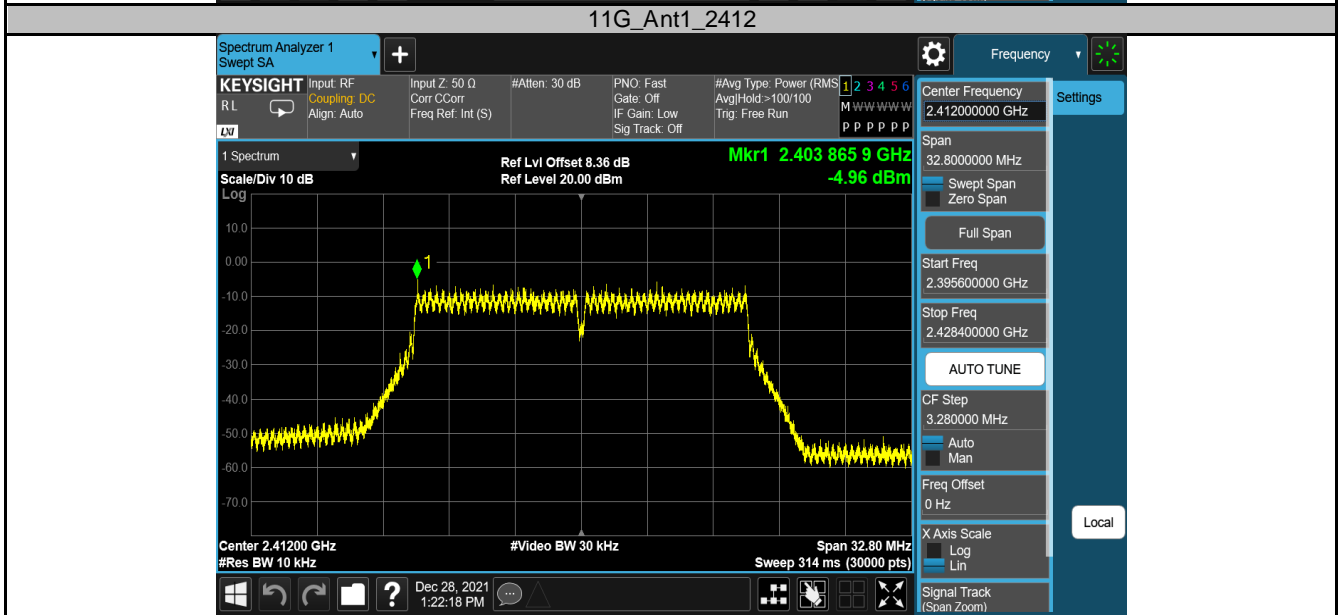 11G_Ant1_2412
Spectrum Analyzer 1
Swept SA
+
Frequency
KEYSIGHT
R L
LXI
Input: RF
Coupling: DC
Align: Auto
Input Z: 50 Ω
Corr CCorr
Freq Ref: Int (S)
#Atten: 30 dB
PNO: Fast
Gate: Off
IF Gain: Low
Sig Track: Off
#Avg Type: Power (RMS
Avg|Hold:>100/100
Trig: Free Run
1 2 3 4 5 6
M W W W W W
P P P P P P
1 Spectrum
Scale/Div 10 dB
Log
Ref Lvl Offset 8.36 dB
Ref Level 20.00 dBm
Mkr1 2.403 865 9 GHz
-4.96 dBm
10.0
0.00
-10.0
-20.0
-30.0
-40.0
-50.0
-60.0
-70.0
1
Center 2.41200 GHz
#Res BW 10 kHz
#Video BW 30 kHz
Span 32.80 MHz
Sweep 314 ms (30000 pts)
?
Dec 28, 2021
1:22:18 PM
Center Frequency
2.412000000 GHz
Span
32.8000000 MHz
Swept Span
Zero Span
Full Span
Start Freq
2.395600000 GHz
Stop Freq
2.428400000 GHz
AUTO TUNE
CF Step
3.280000 MHz
Auto
Man
Freq Offset
0 Hz
X Axis Scale
Log
Lin
Signal Track
(Span Zoom)
Settings
Local